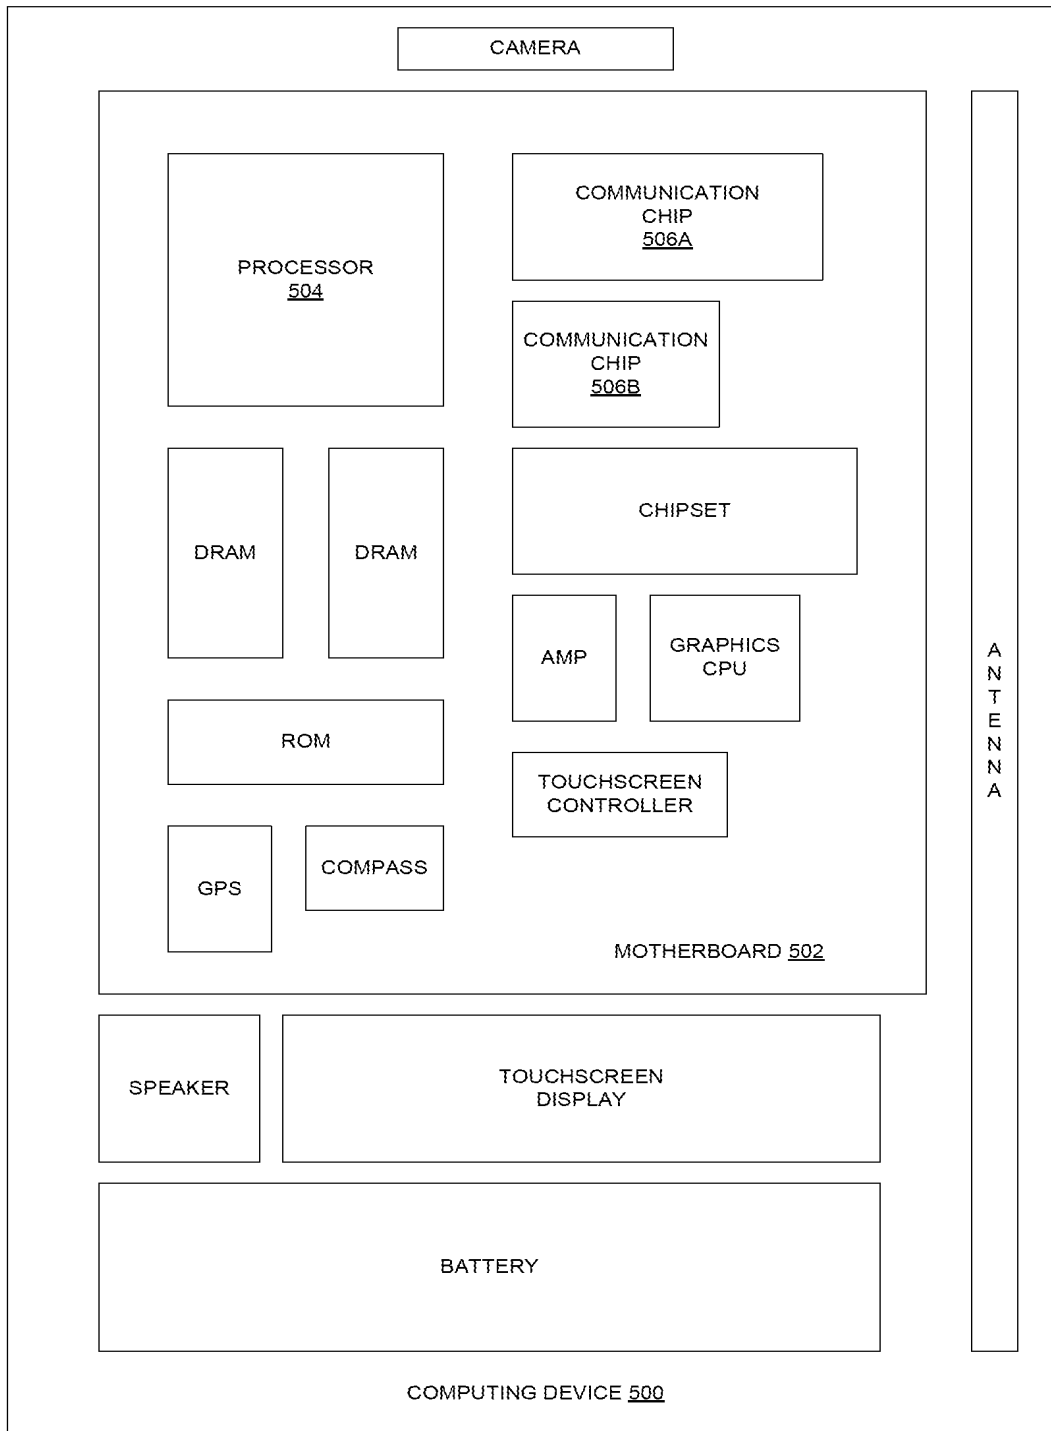 CAMERA
PROCESSOR
504
COMMUNICATION
CHIP
506A
COMMUNICATION
CHIP
506B
DRAM
DRAM
CHIPSET
AMP
GRAPHICS
CPU
ROM
TOUCHSCREEN
CONTROLLER
GPS
COMPASS
MOTHERBOARD 502
ANTENNA
SPEAKER
TOUCHSCREEN
DISPLAY
BATTERY
COMPUTING DEVICE 500